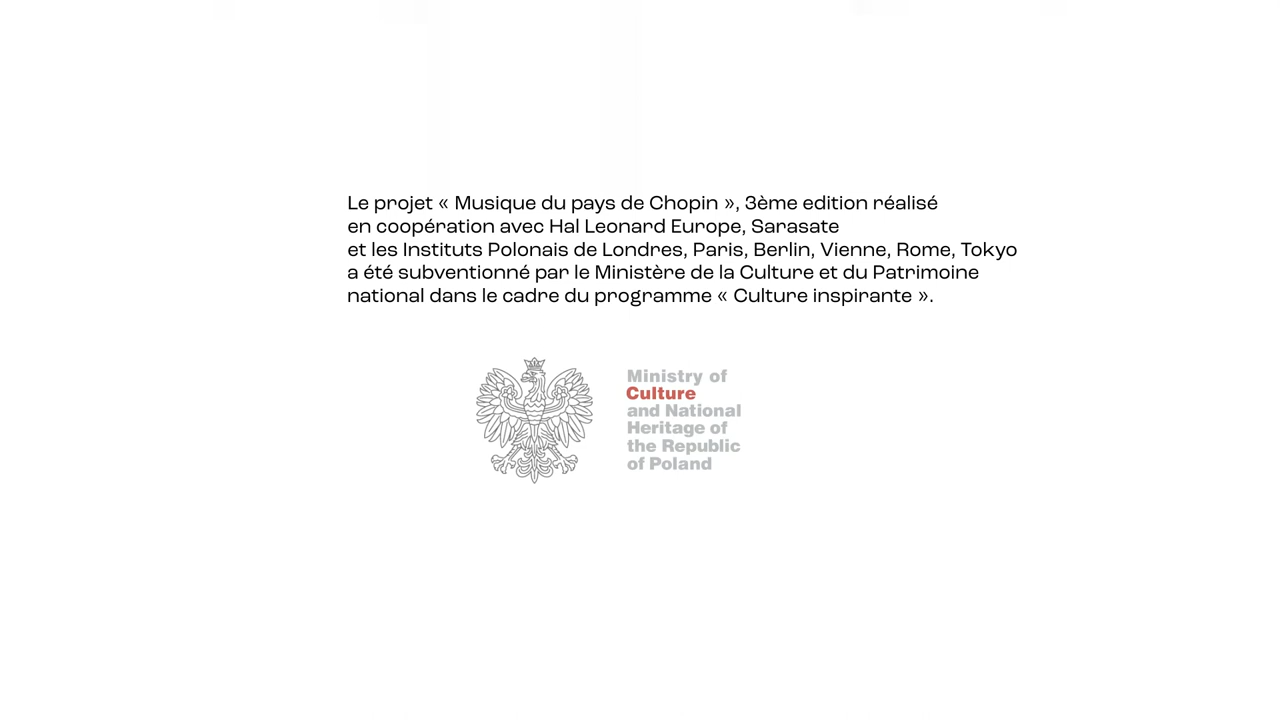 Le projet « Musique du pays de Chopin », 3ème edition réalisé
en coopération avec Hal Leonard Europe, Sarasate
et les Instituts Polonais de Londres, Paris, Berlin, Vienne, Rome, Tokyo
a été subventionné par le Ministère de la Culture et du Patrimoine
national dans le cadre du programme « Culture inspirante ».
Ministry of
Culture
and National
Heritage of
the Republic
of Poland